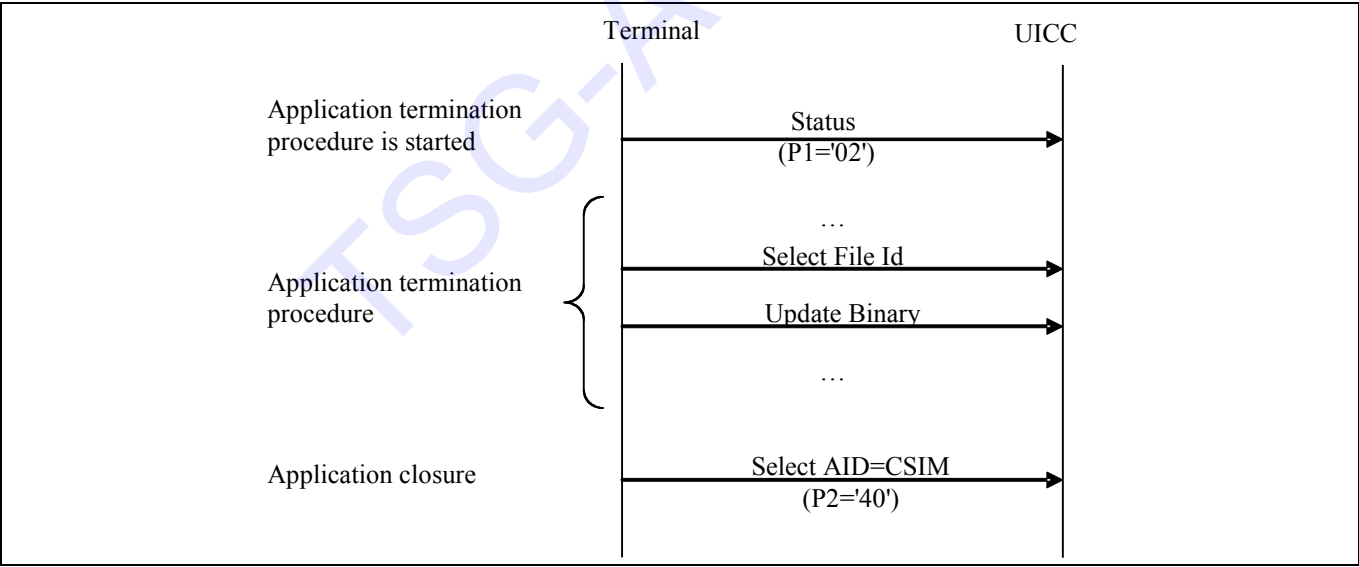 Terminal
UICC
Application termination
procedure is started
Status
(P1='02')
…
Select File Id
Application termination
procedure
Update Binary
…
Application closure
Select AID=CSIM
(P2='40')
TSG-A